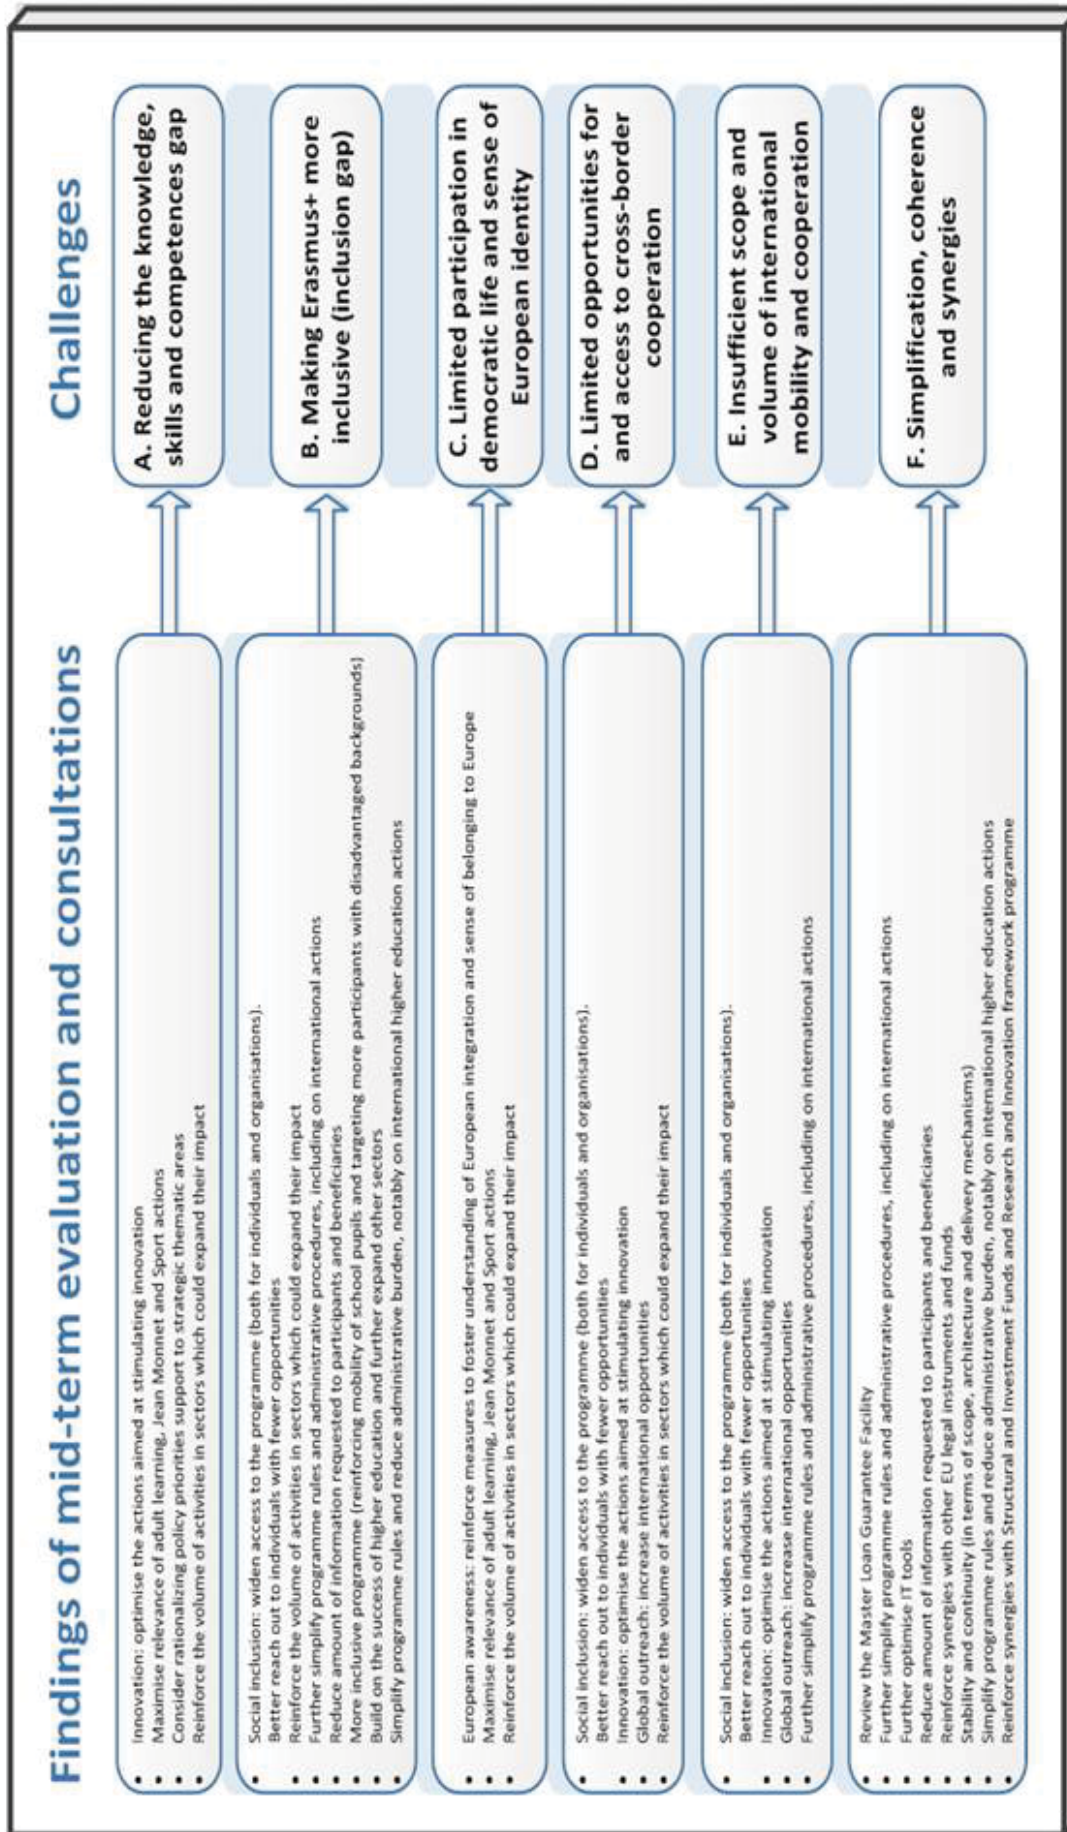 Findings of mid-term evaluation and consultations
Challenges
• Innovation: optimise the actions aimed at stimulating innovation
• Maximise relevance of adult learning, Jean Monnet and Sport actions
• Consider rationalizing policy priorities support to strategic thematic areas
• Reinforce the volume of activities in sectors which could expand their impact
A. Reducing the knowledge,
skills and competences gap
• Social inclusion: widen access to the programme (both for individuals and organisations).
• Better reach out to individuals with fewer opportunities
• Reinforce the volume of activities in sectors which could expand their impact
• Further simplify programme rules and administrative procedures, including on international actions
• Reduce amount of information requested to participants and beneficiaries
• More inclusive programme (reinforcing mobility of school pupils and targeting more participants with disadvantaged backgrounds)
• Build on the success of higher education and further expand other sectors
• Simplify programme rules and reduce administrative burden, notably on international higher education actions
B. Making Erasmus+ more
inclusive (inclusion gap)
• European awareness: reinforce measures to foster understanding of European integration and sense of belonging to Europe
• Maximise relevance of adult learning, Jean Monnet and Sport actions
• Reinforce the volume of activities in sectors which could expand their impact
C. Limited participation in
democratic life and sense of
European identity
• Social inclusion: widen access to the programme (both for individuals and organisations).
• Better reach out to individuals with fewer opportunities
• Innovation: optimise the actions aimed at stimulating innovation
• Global outreach: increase international opportunities
• Reinforce the volume of activities in sectors which could expand their impact
D. Limited opportunities for
and access to cross-border
cooperation
• Social inclusion: widen access to the programme (both for individuals and organisations).
• Better reach out to individuals with fewer opportunities
• Innovation: optimise the actions aimed at stimulating innovation
• Global outreach: increase international opportunities
• Further simplify programme rules and administrative procedures, including on international actions
E. Insufficient scope and
volume of international
mobility and cooperation
• Review the Master Loan Guarantee Facility
• Further simplify programme rules and administrative procedures, including on international actions
• Further optimise IT tools
• Reduce amount of information requested to participants and beneficiaries
• Reinforce synergies with other EU legal instruments and funds
• Stability and continuity (in terms of scope, architecture and delivery mechanisms)
• Simplify programme rules and reduce administrative burden, notably on international higher education actions
• Reinforce synergies with Structural and Investment Funds and Research and Innovation framework programme
F. Simplification, coherence
and synergies